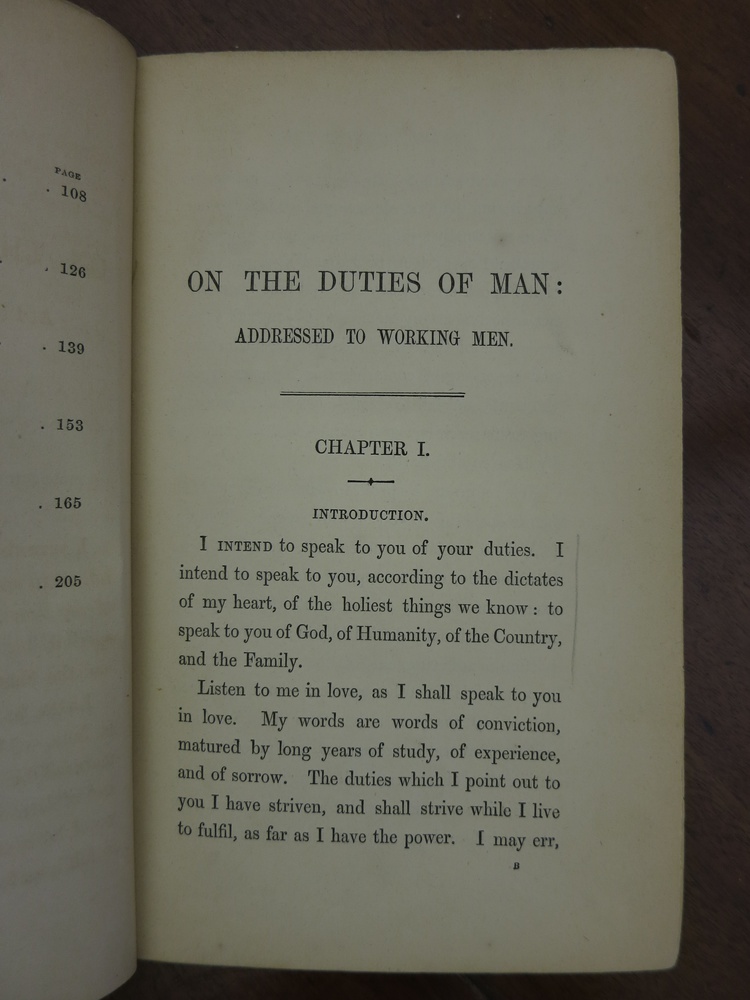 PAGE
. . 108
. . 126
. . 139
. 153
. 165
. 205
ON THE DUTIES OF MAN:
ADDRESSED TO WORKING MEN.
CHAPTER I.
INTRODUCTION.
I INTEND to speak to you of your duties. I
intend to speak to you, according to the dictates
of my heart, of the holiest things we know: to
speak to you of God, of Humanity, of the Country,
and the Family.
Listen to me in love, as I shall speak to you
in love. My words are words of conviction,
matured by long years of study, of experience,
and of sorrow. The duties which I point out to
you I have striven, and shall strive while I live
to fulfil, as far as I have the power. I may err,
B